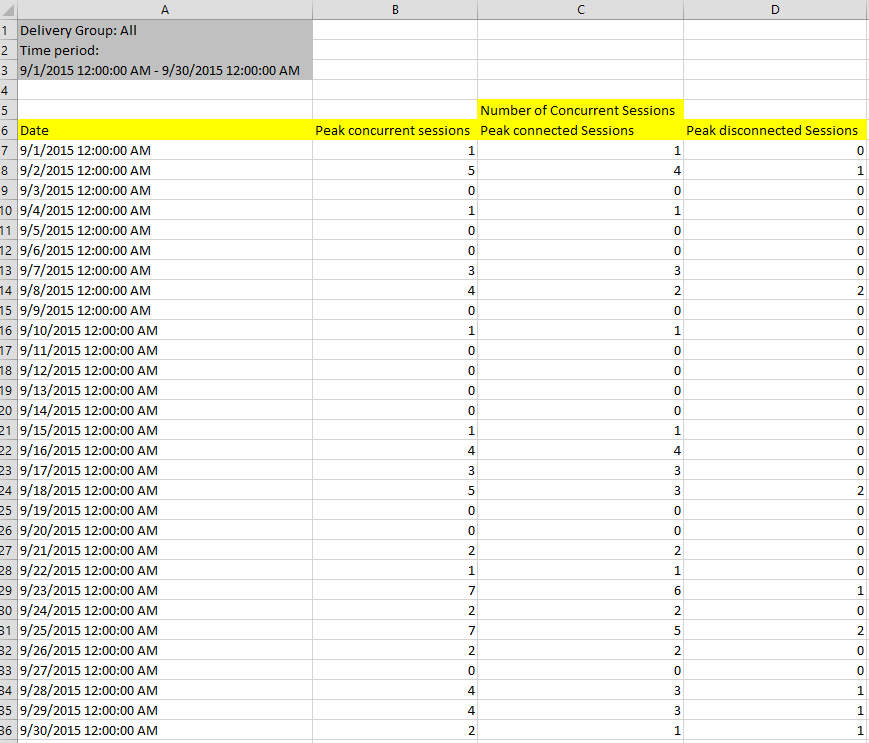 A B C D
1 Delivery Group: All
2 Time period:
3 9/1/2015 12:00:00 AM - 9/30/2015 12:00:00 AM
4
5 Number of Concurrent Sessions
6 Date Peak concurrent sessions Peak connected Sessions Peak disconnected Sessions
7 9/1/2015 12:00:00 AM 1 1 0
8 9/2/2015 12:00:00 AM 5 4 1
9 9/3/2015 12:00:00 AM 0 0 0
10 9/4/2015 12:00:00 AM 1 1 0
11 9/5/2015 12:00:00 AM 0 0 0
12 9/6/2015 12:00:00 AM 0 0 0
13 9/7/2015 12:00:00 AM 3 3 0
14 9/8/2015 12:00:00 AM 4 2 2
15 9/9/2015 12:00:00 AM 0 0 0
16 9/10/2015 12:00:00 AM 1 1 0
17 9/11/2015 12:00:00 AM 0 0 0
18 9/12/2015 12:00:00 AM 0 0 0
19 9/13/2015 12:00:00 AM 0 0 0
20 9/14/2015 12:00:00 AM 0 0 0
21 9/15/2015 12:00:00 AM 1 1 0
22 9/16/2015 12:00:00 AM 4 4 0
23 9/17/2015 12:00:00 AM 3 3 0
24 9/18/2015 12:00:00 AM 5 3 2
25 9/19/2015 12:00:00 AM 0 0 0
26 9/20/2015 12:00:00 AM 0 0 0
27 9/21/2015 12:00:00 AM 2 2 0
28 9/22/2015 12:00:00 AM 1 1 0
29 9/23/2015 12:00:00 AM 7 6 1
30 9/24/2015 12:00:00 AM 2 2 0
31 9/25/2015 12:00:00 AM 7 5 2
32 9/26/2015 12:00:00 AM 2 2 0
33 9/27/2015 12:00:00 AM 0 0 0
34 9/28/2015 12:00:00 AM 4 3 1
35 9/29/2015 12:00:00 AM 4 3 1
36 9/30/2015 12:00:00 AM 2 1 1